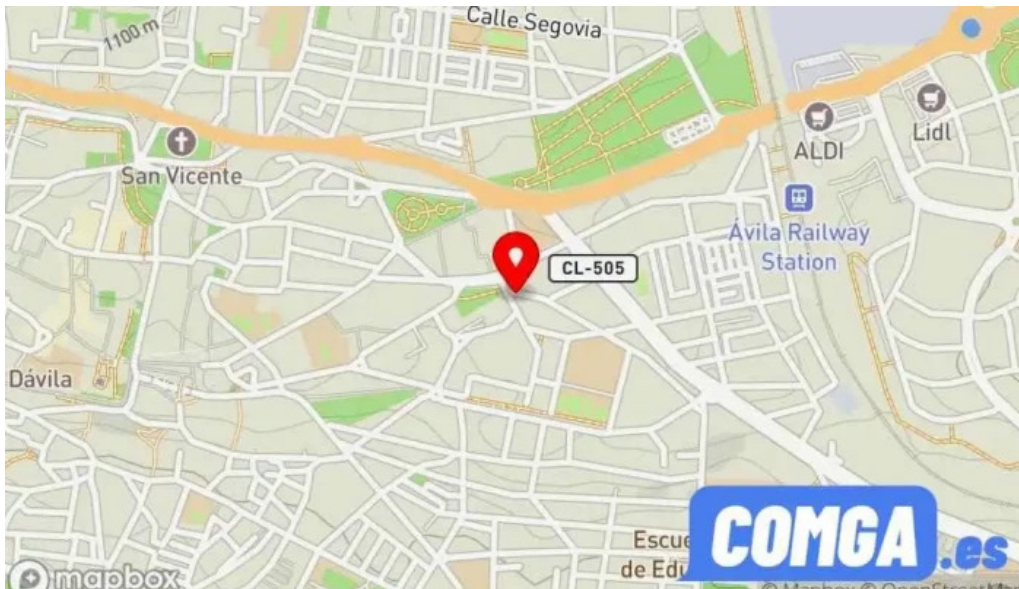 Calle Segovia
1100 m
San Vicente
ALDI
Lidl
Ávila Railway
Station
CL-505
Dávila
Escue
de Edu
COMGA.es
mapbox
© Mapbox © OpenStreetMap